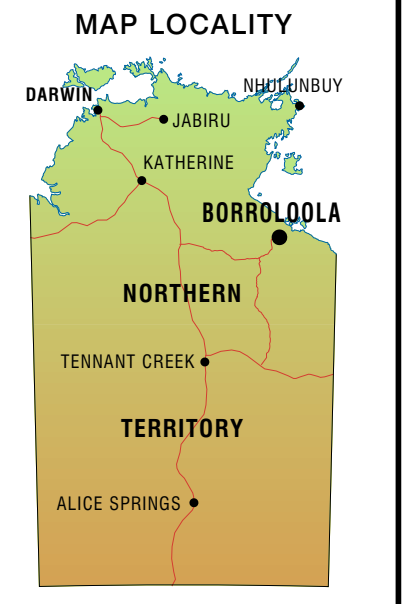 MAP LOCALITY
NHULUNBUY
DARWIN
JABIRU
KATHERINE
BORROLOOLA
NORTHERN
TENNANT CREEK
TERRITORY
ALICE SPRINGS